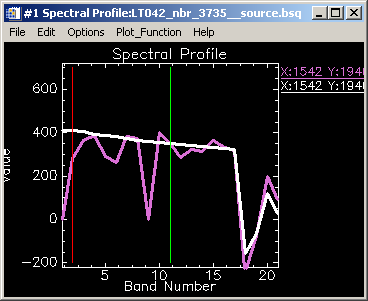 #1 Spectral Profile:LT042_nbr_3735__source.bsq
File Edit Options Plot_Function Help
Spectral Profile
X:1542 Y:194
X:1542 Y:194
600
400
200
0
-200
Value
5 10 15 20
Band Number